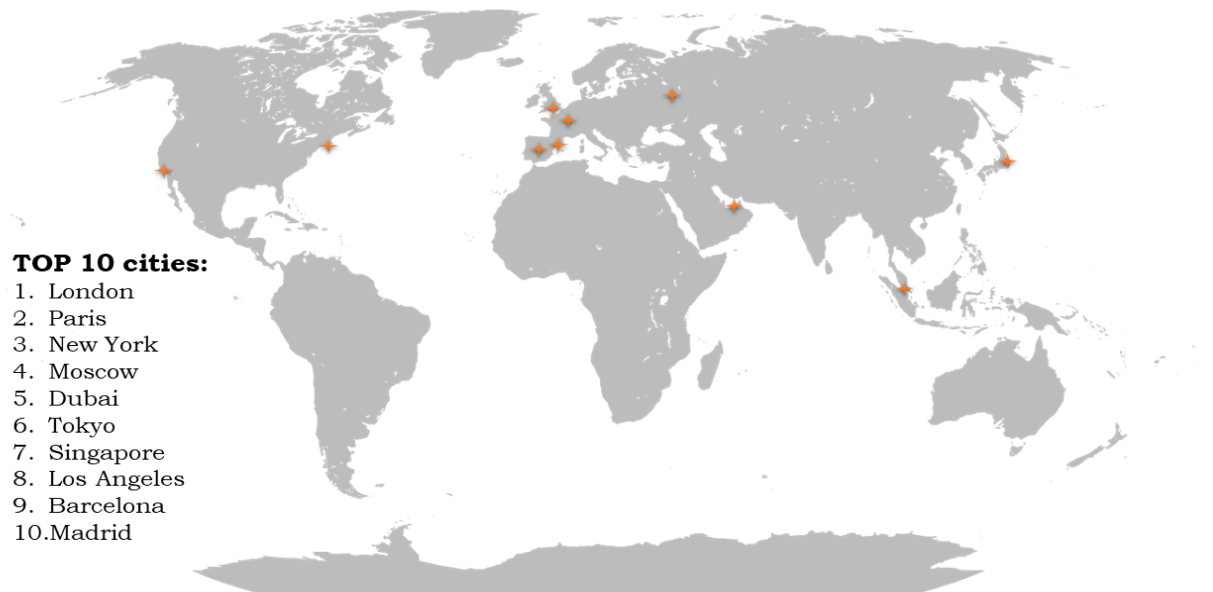 TOP 10 cities:
1. London
2. Paris
3. New York
4. Moscow
5. Dubai
6. Tokyo
7. Singapore
8. Los Angeles
9. Barcelona
10.Madrid